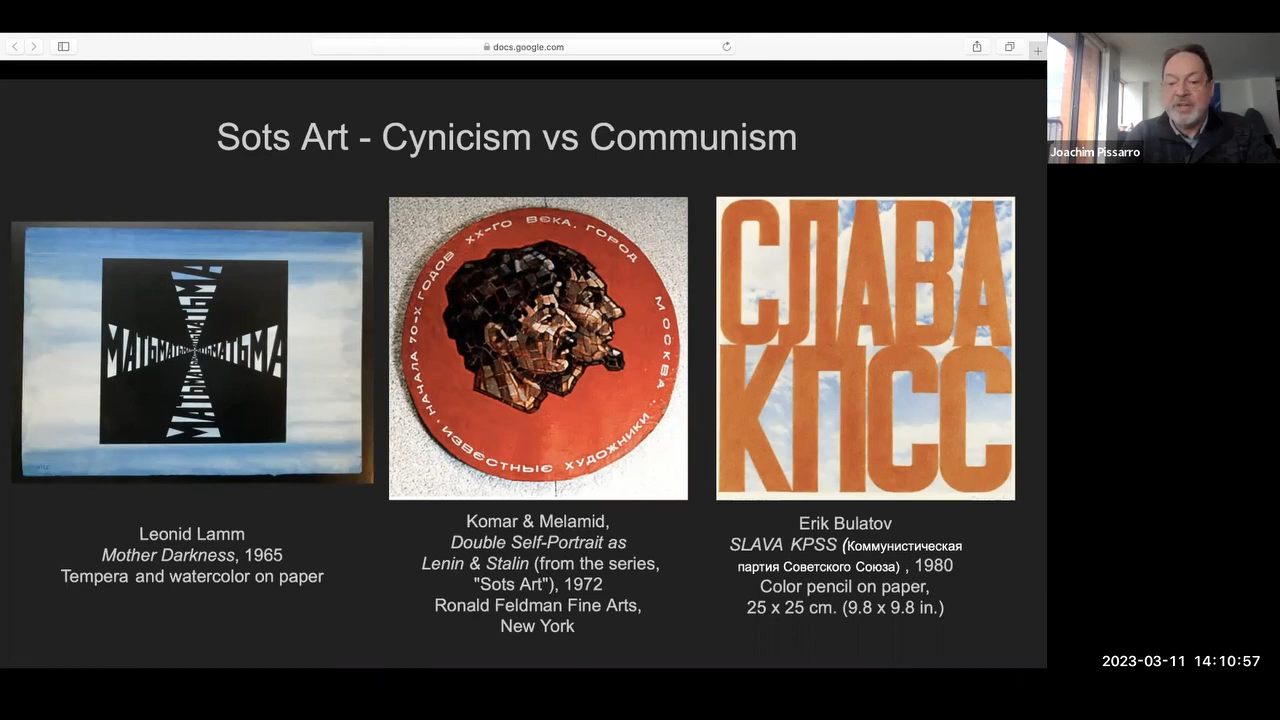 docs.google.com
Joachim Pissarro
Sots Art - Cynicism vs Communism
МАТЬМА
НАЧАЛА 70-Х ГОДОВ ХХ-ГО ВЕКА, ГОРОД МОСКВА
ИЗВЕСТНЫЕ ХУДОЖНИКИ
СЛАВА
КПСС
Leonid Lamm
Mother Darkness, 1965
Tempera and watercolor on paper
Komar & Melamid,
Double Self-Portrait as
Lenin & Stalin (from the series,
"Sots Art"), 1972
Ronald Feldman Fine Arts,
New York
Erik Bulatov
SLAVA KPSS (Коммунистическая
партия Советского Союза) , 1980
Color pencil on paper,
25 x 25 cm. (9.8 x 9.8 in.)
2023-03-11 14:10:57